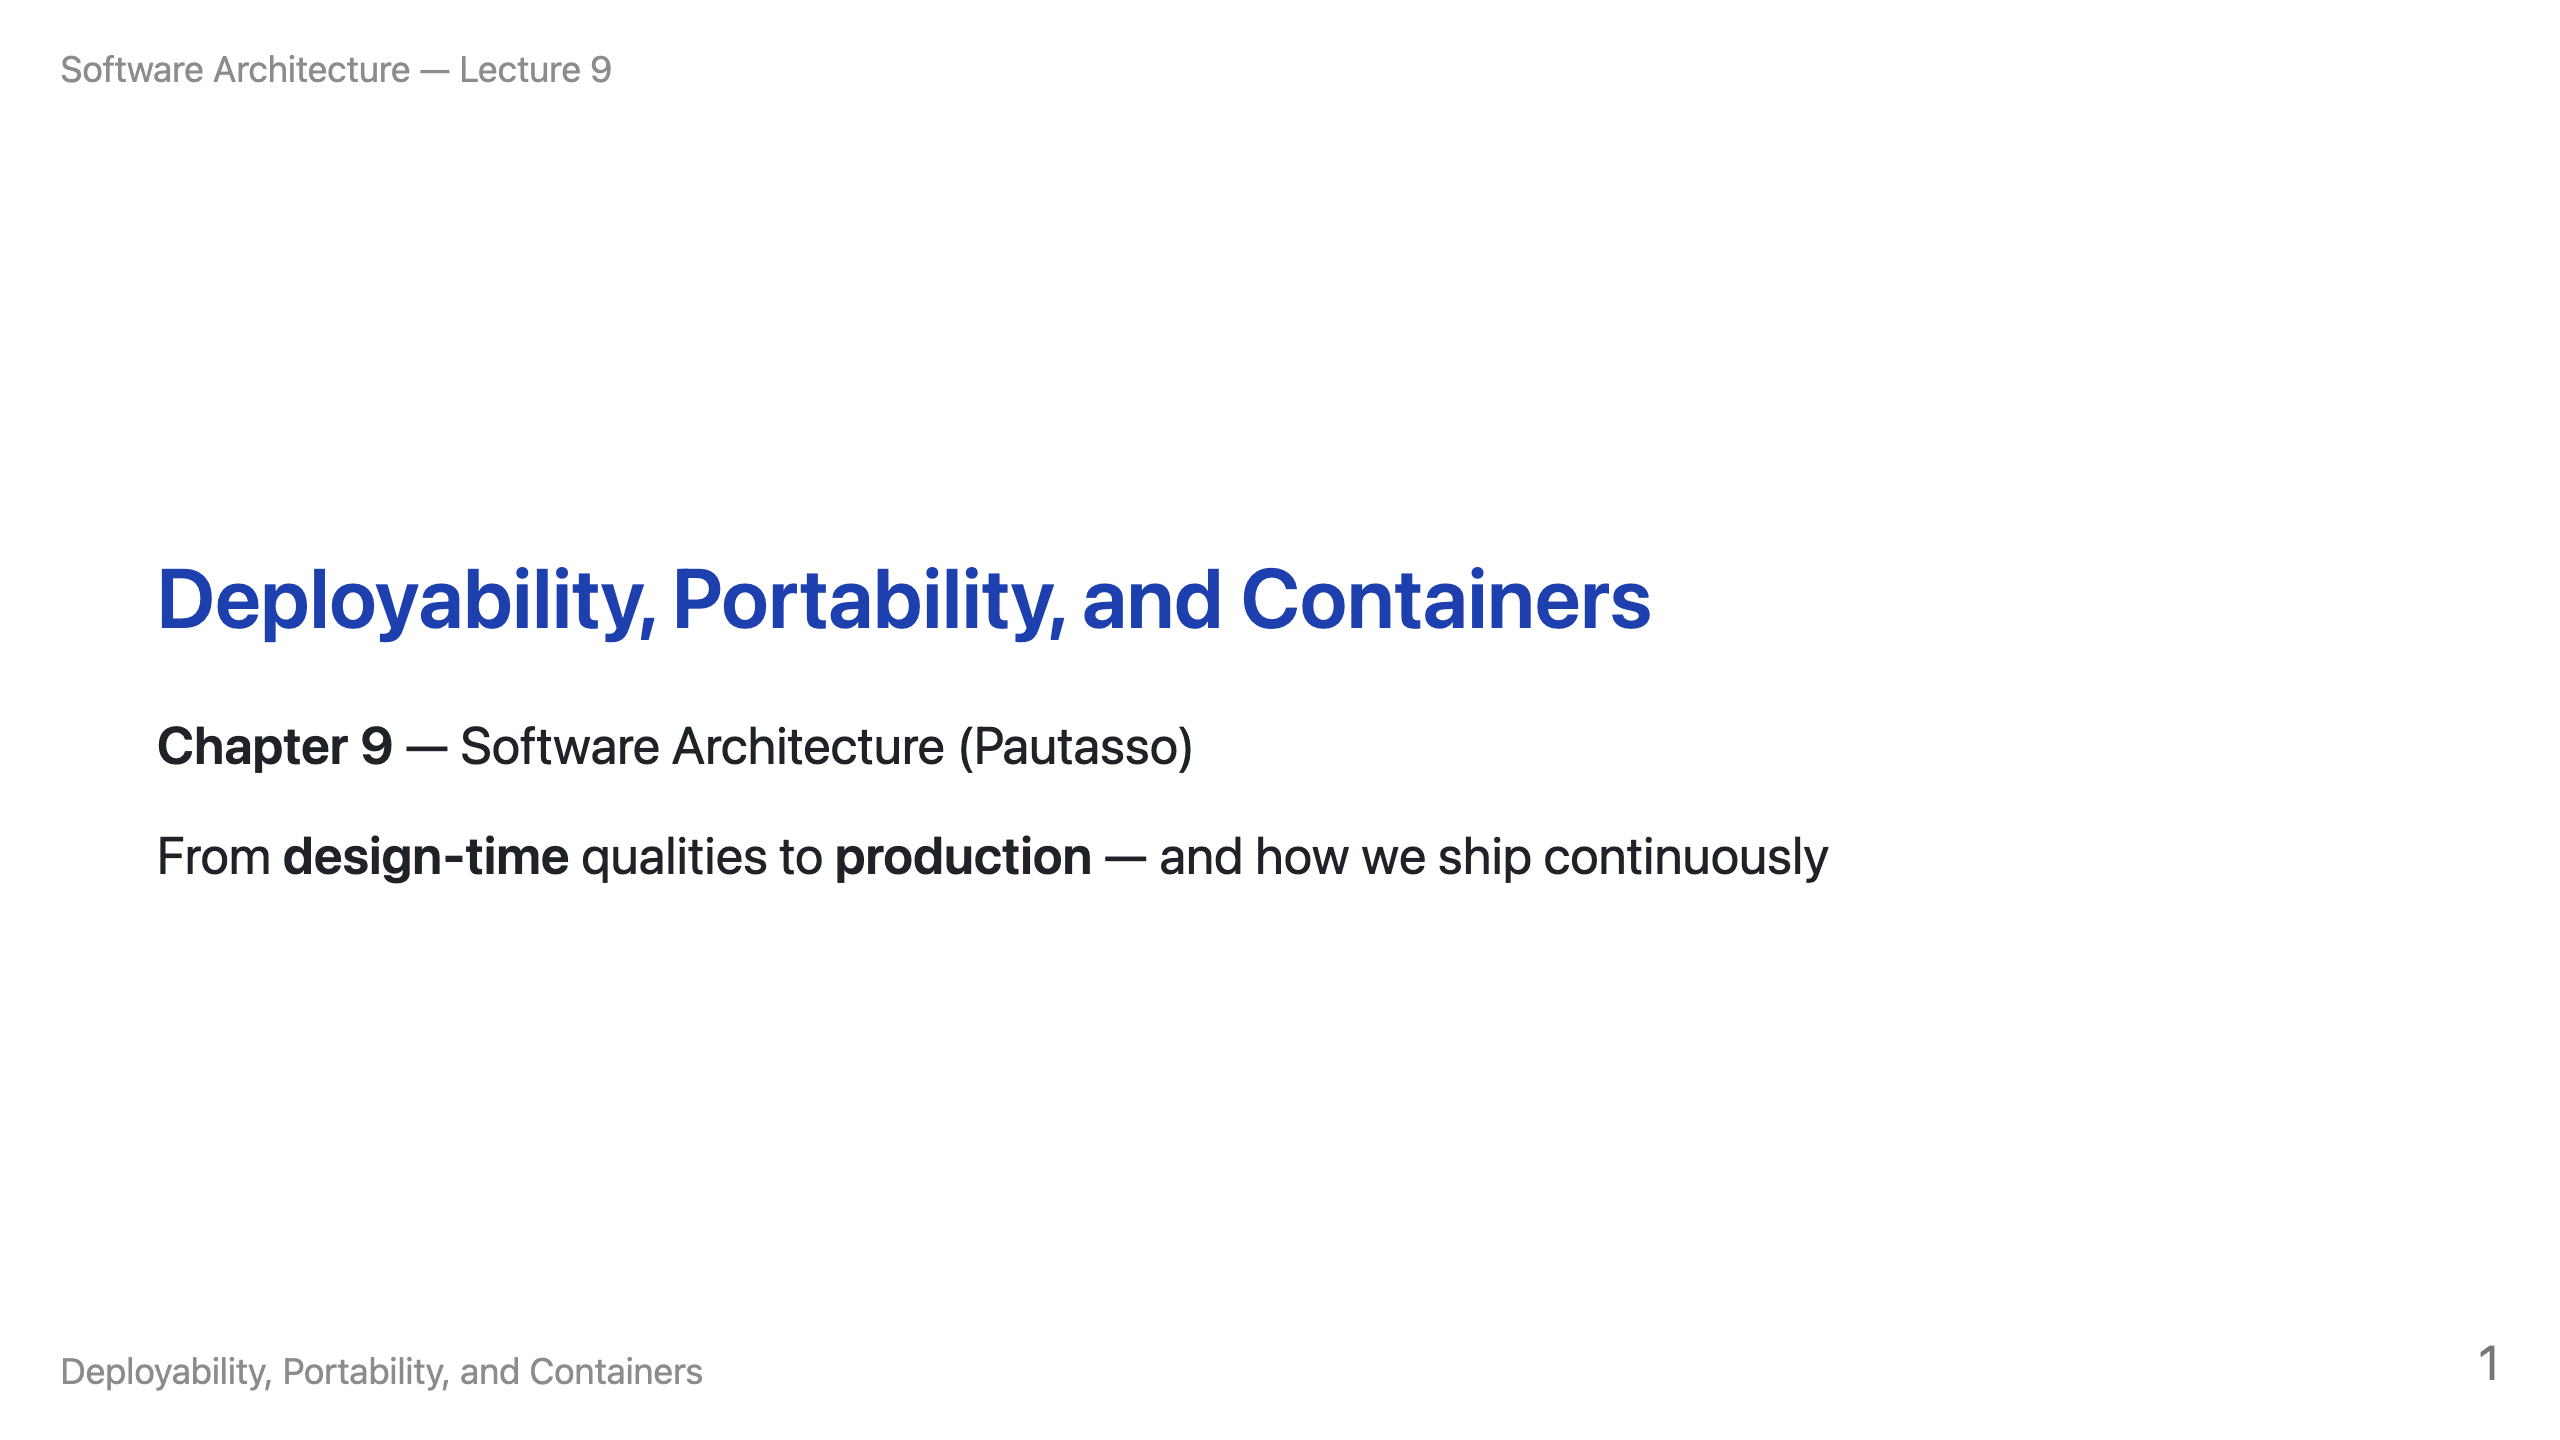 Software Architecture — Lecture 9
Deployability, Portability, and Containers
Chapter 9 — Software Architecture (Pautasso)
From design-time qualities to production — and how we ship continuously
Deployability, Portability, and Containers
1